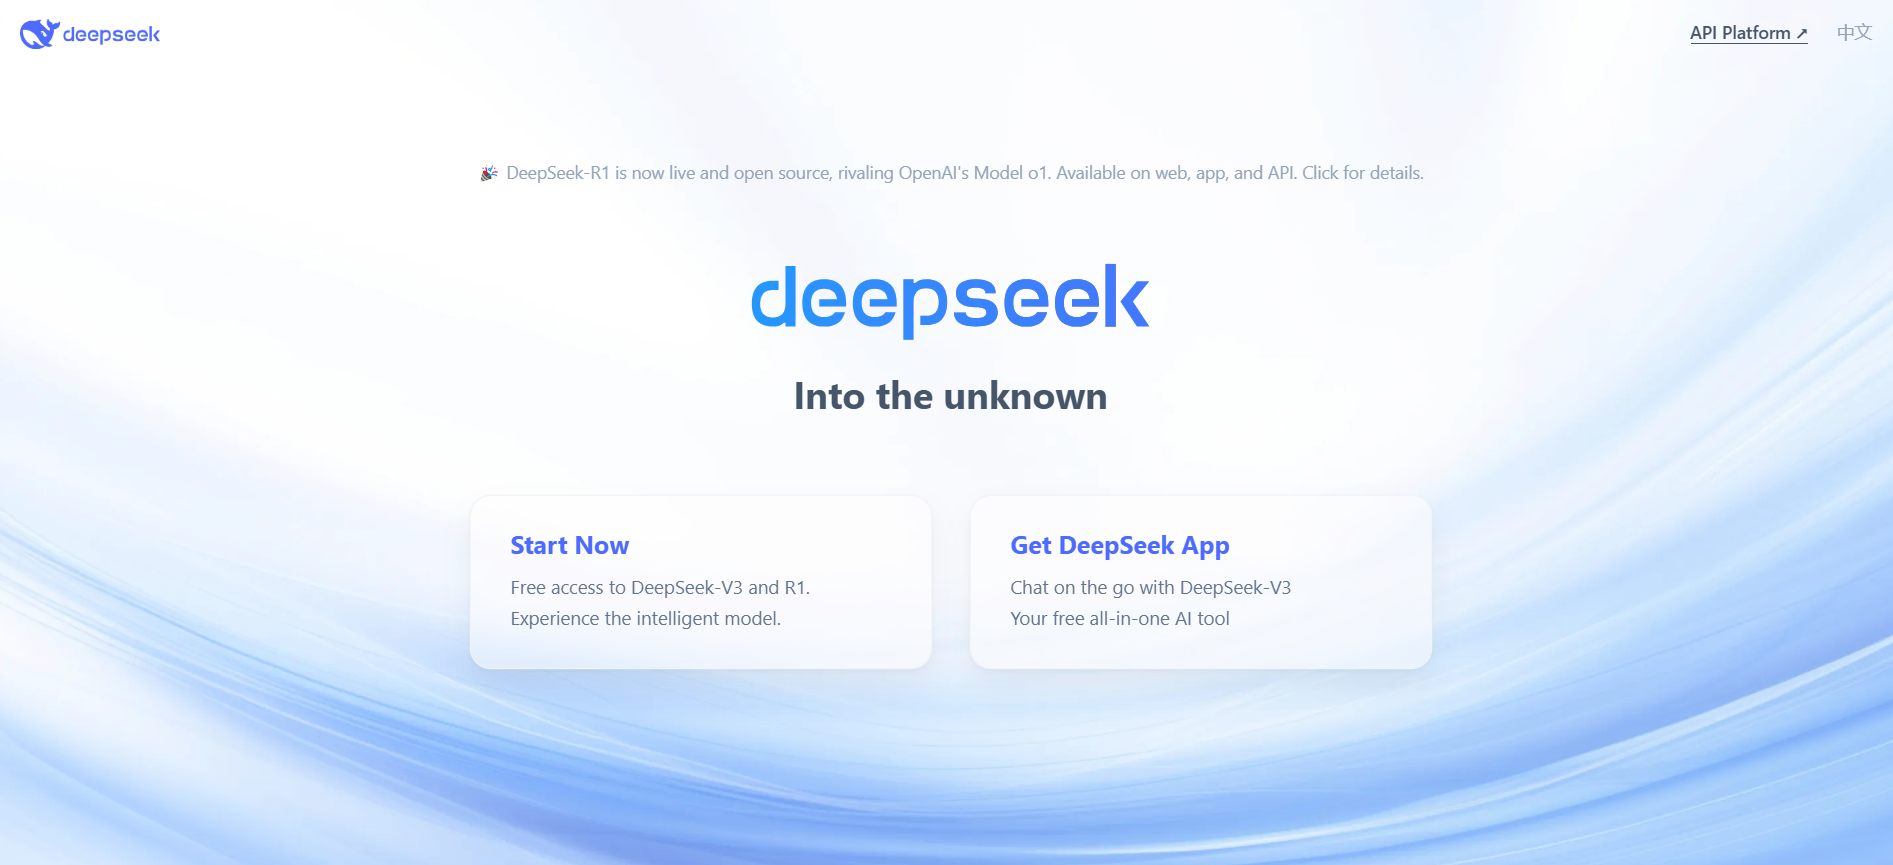 deepseek
API Platform ↗ 中文
🎉 DeepSeek-R1 is now live and open source, rivaling OpenAI's Model o1. Available on web, app, and API. Click for details.
deepseek
Into the unknown
Start Now
Free access to DeepSeek-V3 and R1.
Experience the intelligent model.
Get DeepSeek App
Chat on the go with DeepSeek-V3
Your free all-in-one AI tool